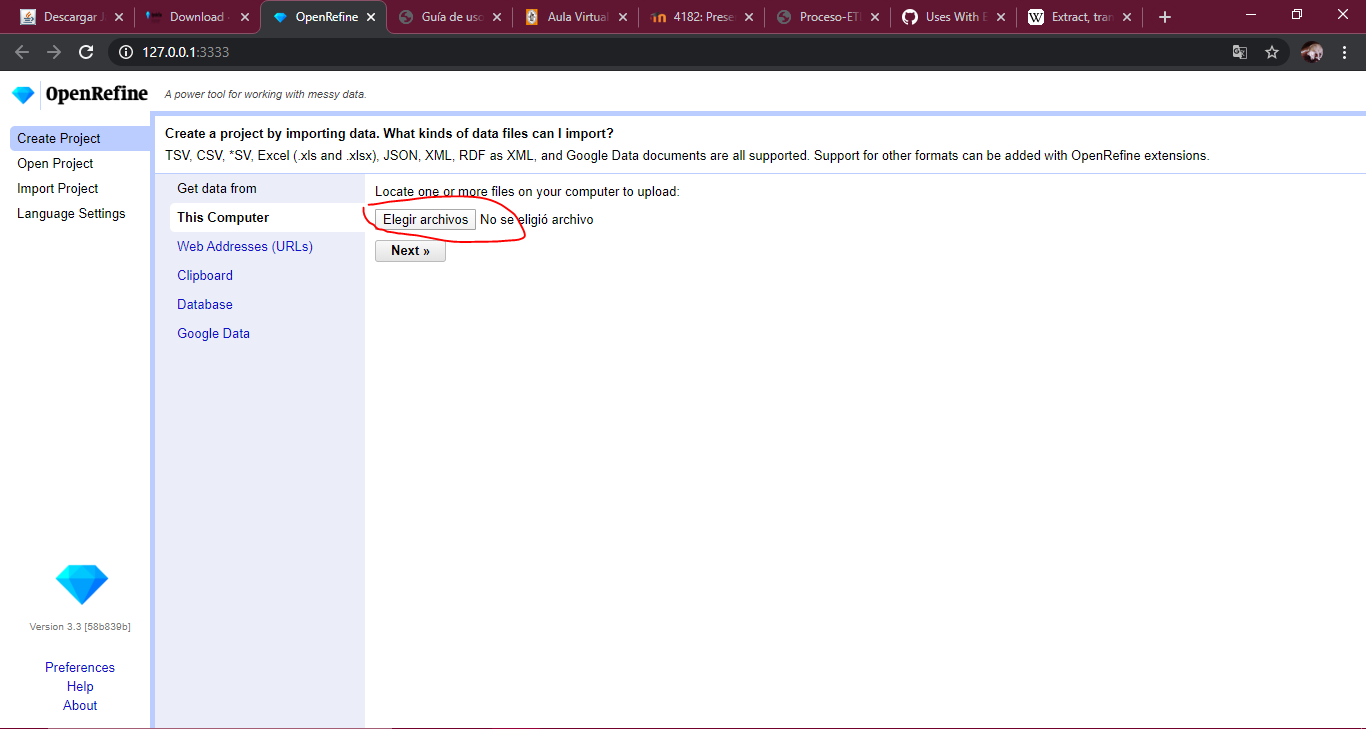 Descargar J
Download
OpenRefine
Guía de uso
Aula Virtual
4182: Prese
Proceso-ETL
Uses With E
Extract, tran
127.0.0.1:3333
OpenRefine
A power tool for working with messy data.
Create Project
Open Project
Import Project
Language Settings
Create a project by importing data. What kinds of data files can I import?
TSV, CSV, *SV, Excel (.xls and .xlsx), JSON, XML, RDF as XML, and Google Data documents are all supported. Support for other formats can be added with OpenRefine extensions.
Get data from
This Computer
Web Addresses (URLs)
Clipboard
Database
Google Data
Locate one or more files on your computer to upload:
Elegir archivos No se eligió archivo
Next »
Version 3.3 [58b839b]
Preferences
Help
About